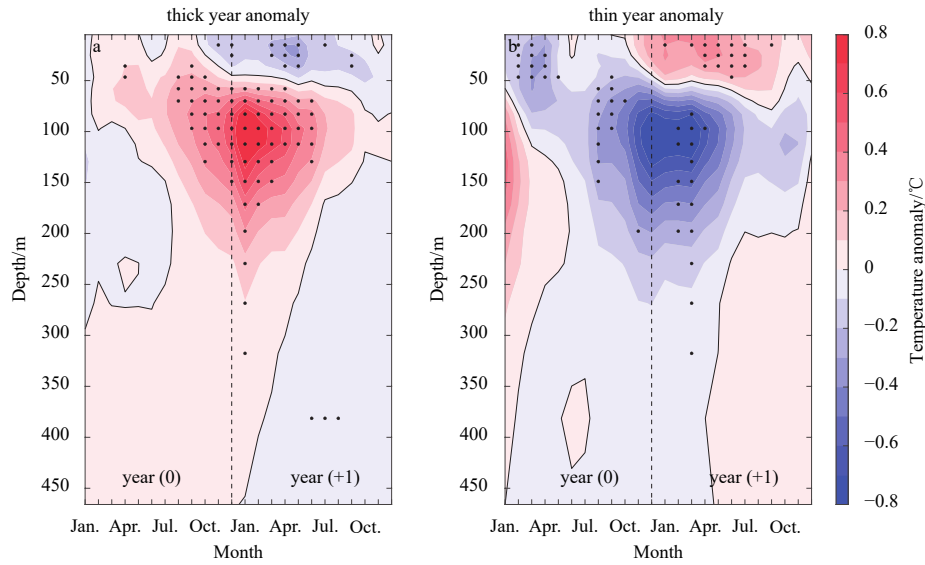 thick year anomaly
a
50
100
150
200
250
300
350
400
450
Depth/m
year (0)
year (+1)
Jan. Apr. Jul. Oct. Jan. Apr. Jul. Oct.
Month
thin year anomaly
b
50
100
150
200
250
300
350
400
450
Depth/m
year (0)
year (+1)
Jan. Apr. Jul. Oct. Jan. Apr. Jul. Oct.
Month
0.8
0.6
0.4
0.2
0
−0.2
−0.4
−0.6
−0.8
Temperature anomaly/℃